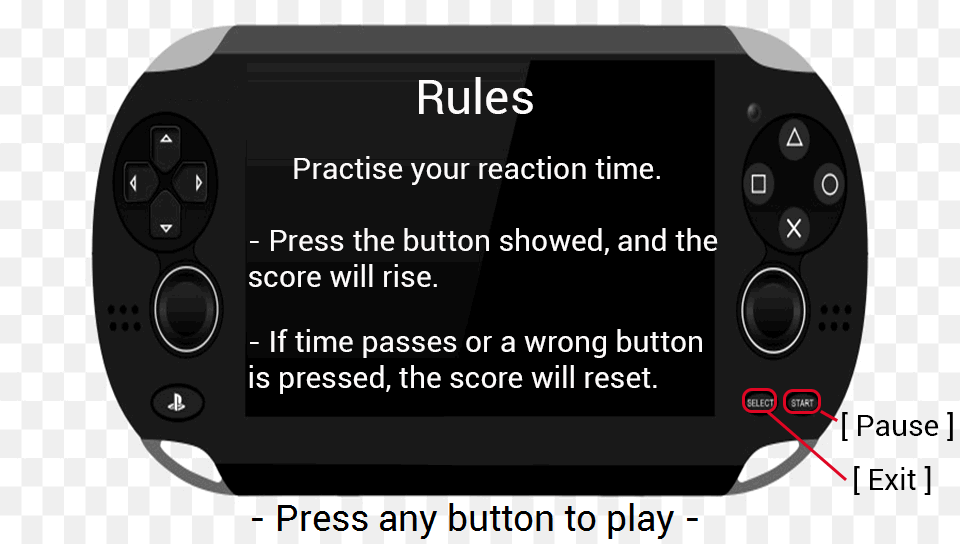 Rules
Practise your reaction time.
- Press the button showed, and the
score will rise.
- If time passes or a wrong button
is pressed, the score will reset.
SELECT START
[ Pause ]
[ Exit ]
- Press any button to play -